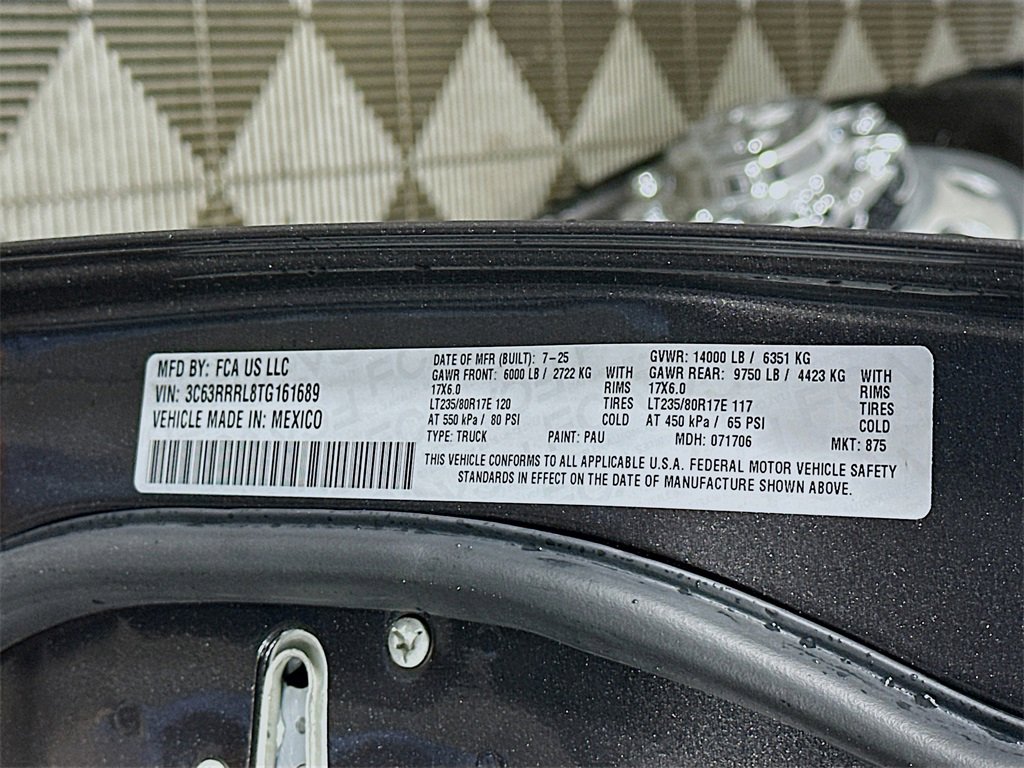 MFD BY: FCA US LLC
VIN: 3C63RRRL8TG161689
VEHICLE MADE IN: MEXICO
DATE OF MFR (BUILT): 7-25
GAWR FRONT: 6000 LB / 2722 KG WITH
17X6.0 RIMS
LT235/80R17E 120 TIRES
AT 550 kPa / 80 PSI COLD
TYPE: TRUCK PAINT: PAU
GVWR: 14000 LB / 6351 KG
GAWR REAR: 9750 LB / 4423 KG WITH
17X6.0 RIMS
LT235/80R17E 117 TIRES
AT 450 kPa / 65 PSI COLD
MDH: 071706 MKT: 875
THIS VEHICLE CONFORMS TO ALL APPLICABLE U.S.A. FEDERAL MOTOR VEHICLE SAFETY
STANDARDS IN EFFECT ON THE DATE OF MANUFACTURE SHOWN ABOVE.